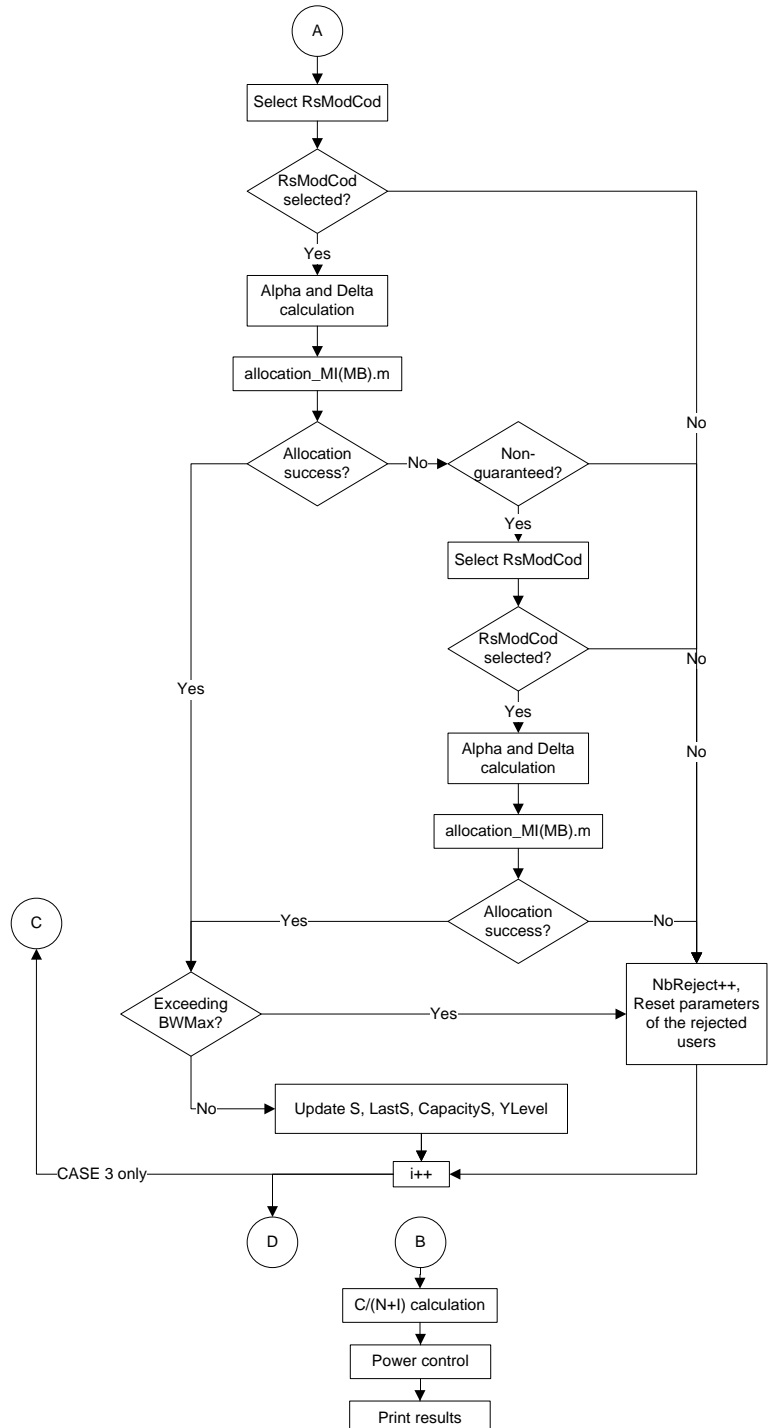 A
Select RsModCod
RsModCod
selected?
Yes
Alpha and Delta
calculation
allocation_MI(MB).m
No
Allocation
success?
No
Non-
guaranteed?
Yes
Select RsModCod
RsModCod
selected?
No
Yes
Yes
Alpha and Delta
calculation
No
allocation_MI(MB).m
C
Yes
Allocation
success?
No
Exceeding
BWMax?
Yes
NbReject++,
Reset parameters
of the rejected
users
No
Update S, LastS, CapacityS, YLevel
CASE 3 only
i++
D
B
C/(N+I) calculation
Power control
Print results